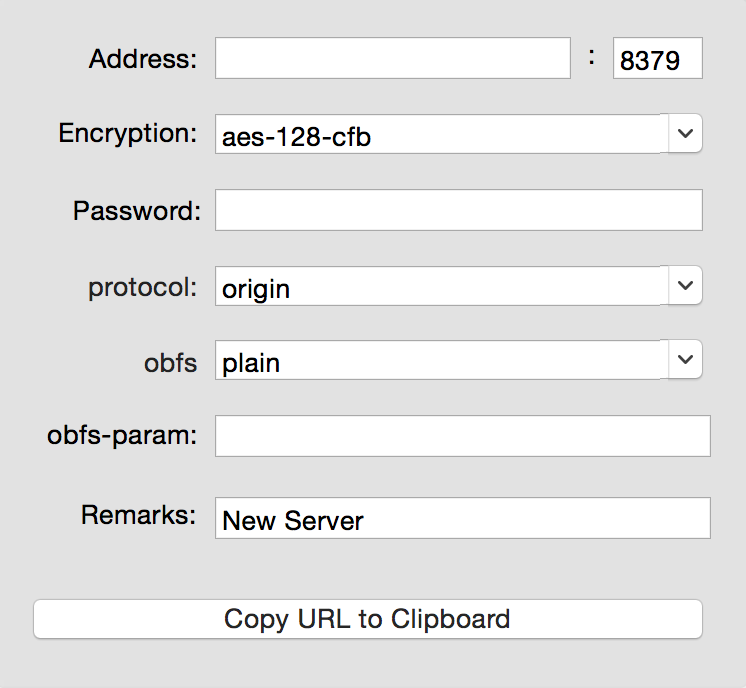 Address: : 8379
Encryption: aes-128-cfb
Password:
protocol: origin
obfs plain
obfs-param:
Remarks: New Server
Copy URL to Clipboard